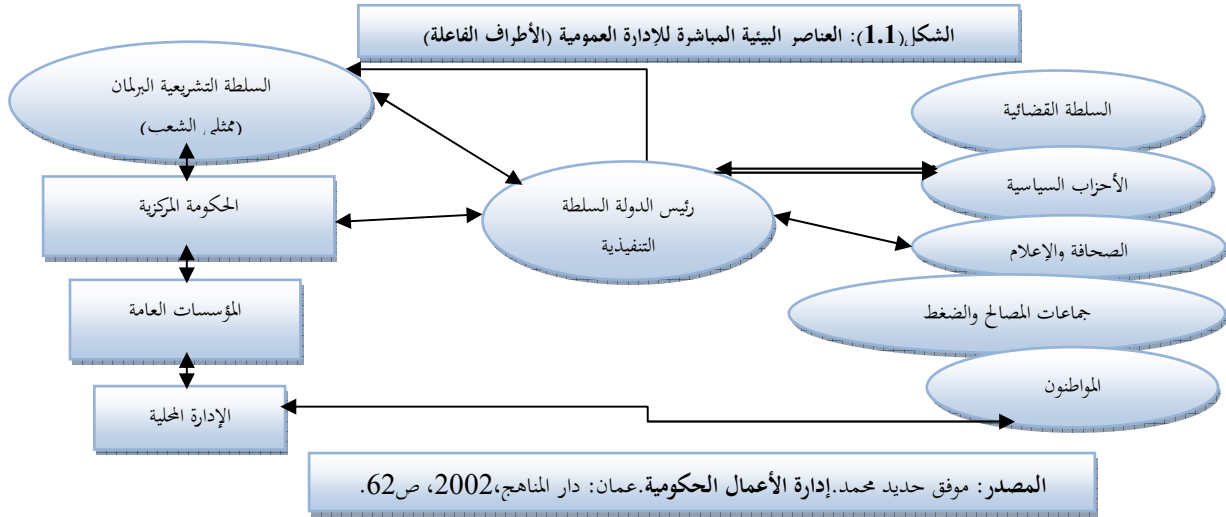 الشكل(1.1): العناصر البيئية المباشرة للإدارة العمومية (الأطراف الفاعلة)
السلطة التشريعية البرلمان
(ممثلي الشعب)
السلطة القضائية
الأحزاب السياسية
الحكومة المركزية
رئيس الدولة السلطة
التنفيذية
الصحافة والإعلام
المؤسسات العامة
جماعات المصالح والضغط
المواطنون
الإدارة المحلية
المصدر: موفق حديد محمد.إدارة الأعمال الحكومية.عمان: دار المناهج،2002، ص62.